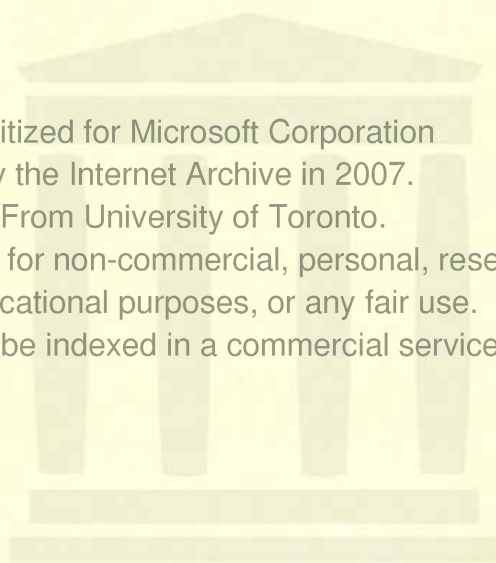 itized for Microsoft Corporation
the Internet Archive in 2007.
From University of Toronto.
for non-commercial, personal, rese
cational purposes, or any fair use.
be indexed in a commercial service